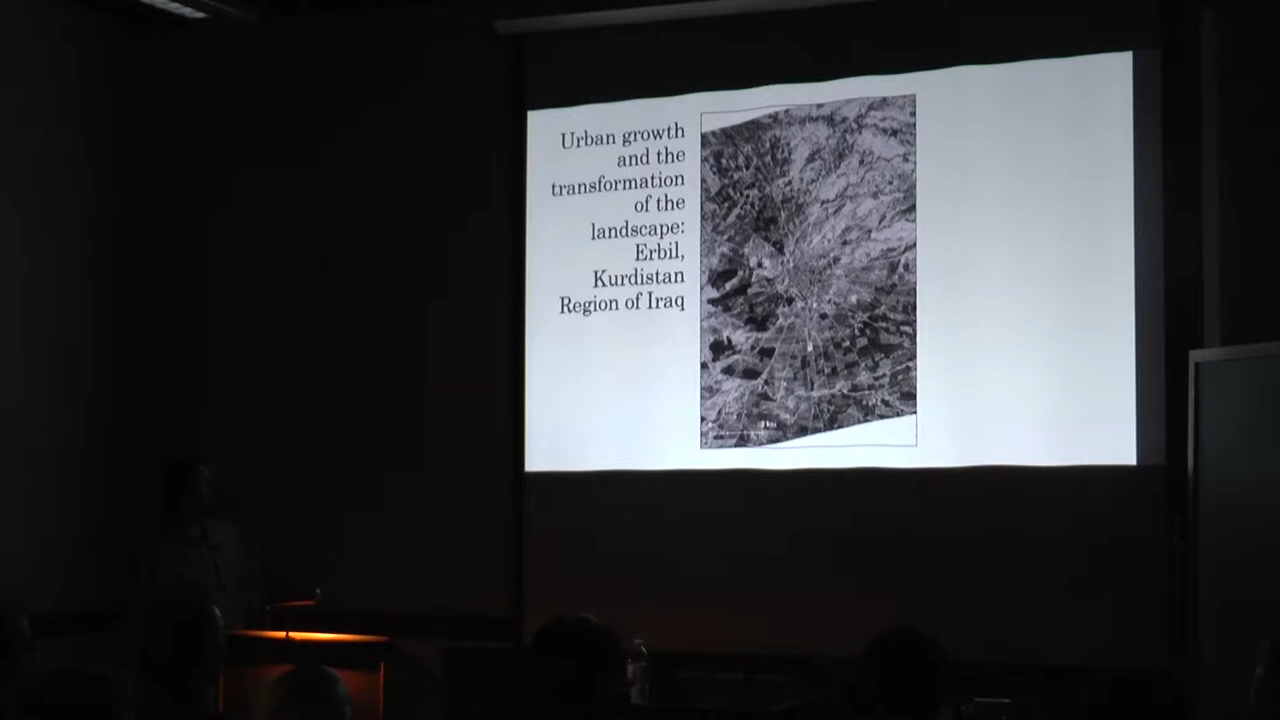 Urban growth
and the
transformation
of the
landscape:
Erbil,
Kurdistan
Region of Iraq